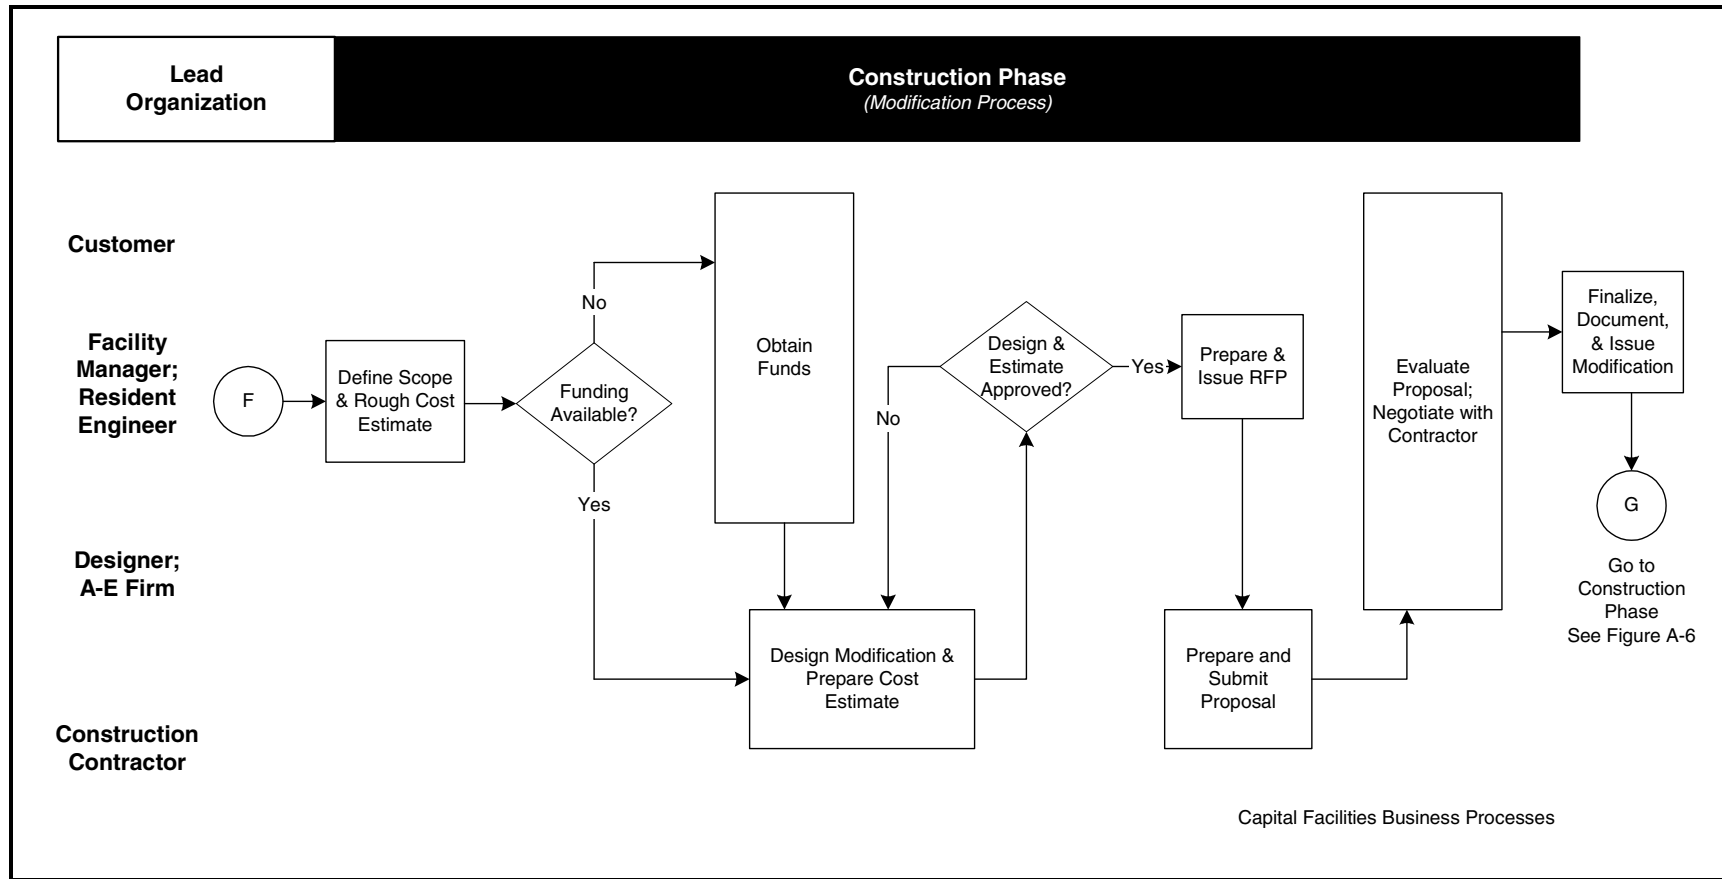 Lead
Organization
Construction Phase
(Modification Process)
Customer
Facility
Manager;
Resident
Engineer
Designer;
A-E Firm
Construction
Contractor
F
Define Scope
& Rough Cost
Estimate
Funding
Available?
No
Yes
Obtain
Funds
Design Modification &
Prepare Cost
Estimate
Design &
Estimate
Approved?
No
Yes
Prepare &
Issue RFP
Prepare and
Submit
Proposal
Evaluate
Proposal;
Negotiate with
Contractor
Finalize,
Document,
& Issue
Modification
G
Go to
Construction
Phase
See Figure A-6
Capital Facilities Business Processes